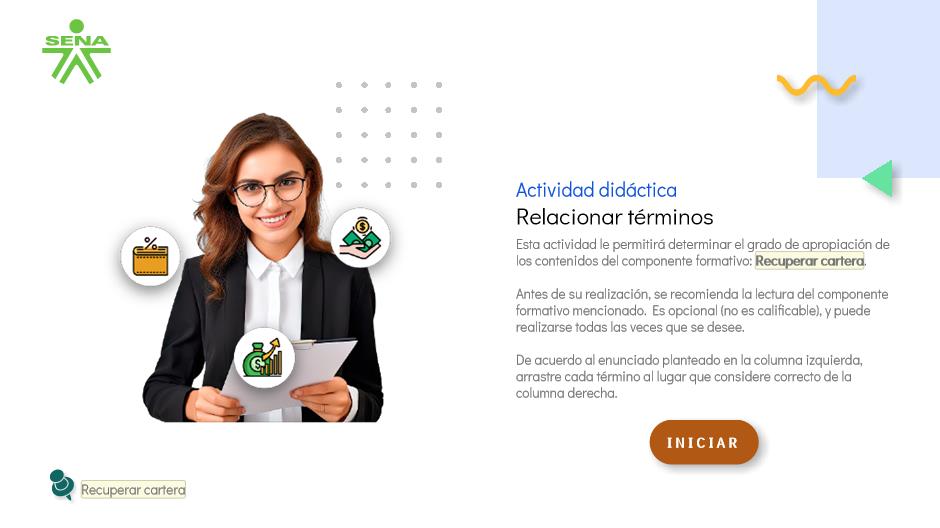 SENA
Actividad didáctica
Relacionar términos
Esta actividad le permitirá determinar el grado de apropiación de
los contenidos del componente formativo: Recuperar cartera.
Antes de su realización, se recomienda la lectura del componente
formativo mencionado. Es opcional (no es calificable), y puede
realizarse todas las veces que se desee.
De acuerdo al enunciado planteado en la columna izquierda,
arrastre cada término al lugar que considere correcto de la
columna derecha.
INICIAR
Recuperar cartera